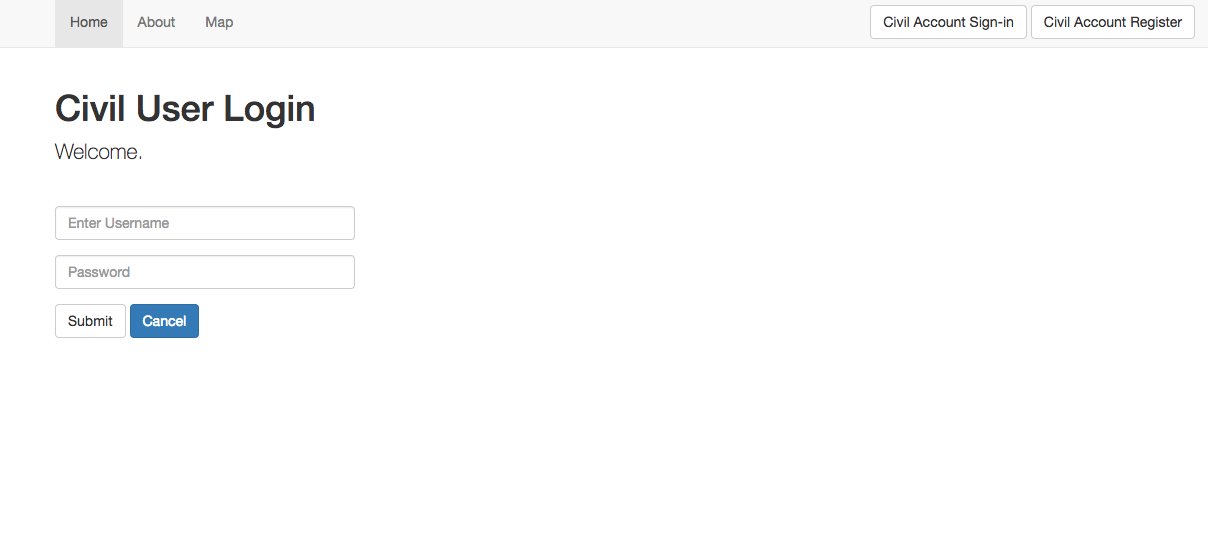 Home About Map Civil Account Sign-in Civil Account Register
Civil User Login
Welcome.
Enter Username
Password
Submit Cancel